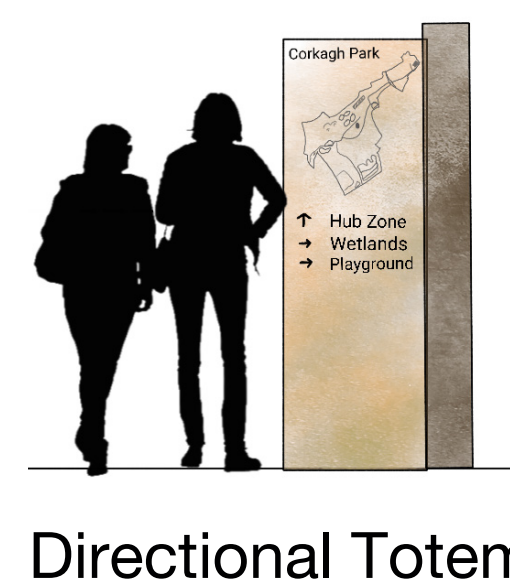 Corkagh Park
↑ Hub Zone
→ Wetlands
→ Playground
Directional Totem